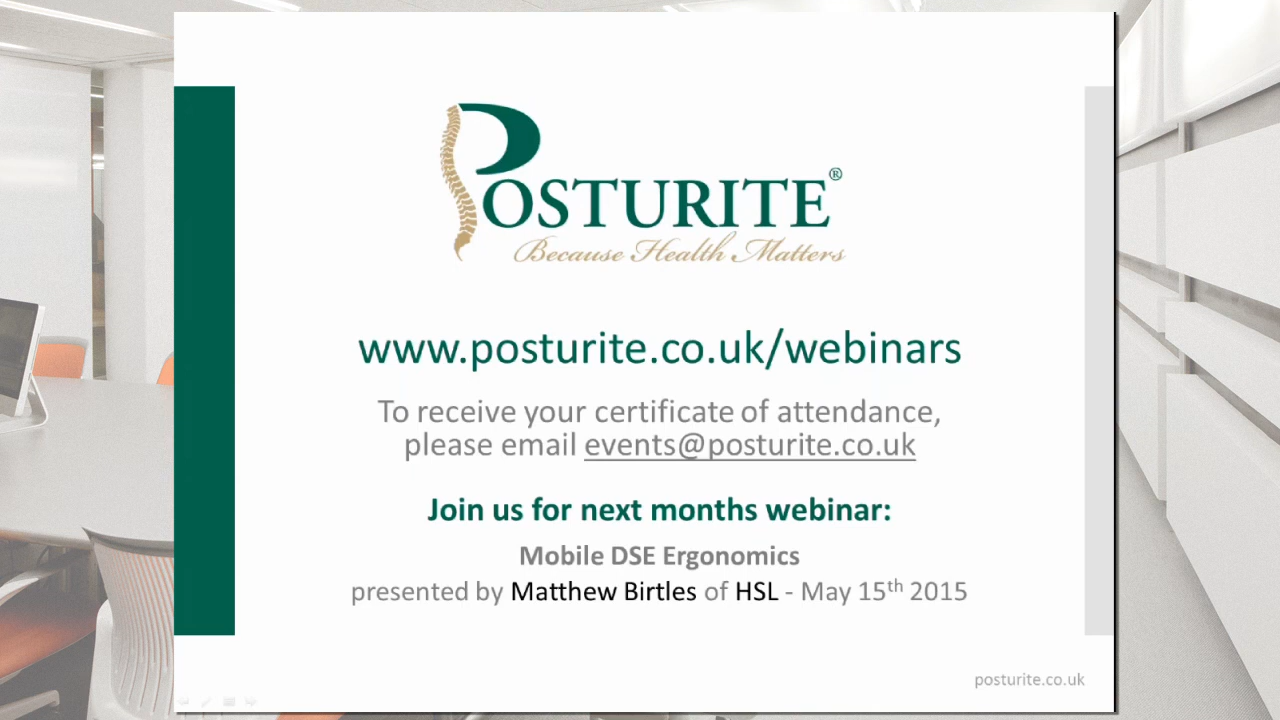 POSTURITE®
Because Health Matters
www.posturite.co.uk/webinars
To receive your certificate of attendance,
please email events@posturite.co.uk
Join us for next months webinar:
Mobile DSE Ergonomics
presented by Matthew Birtles of HSL - May 15th 2015
posturite.co.uk